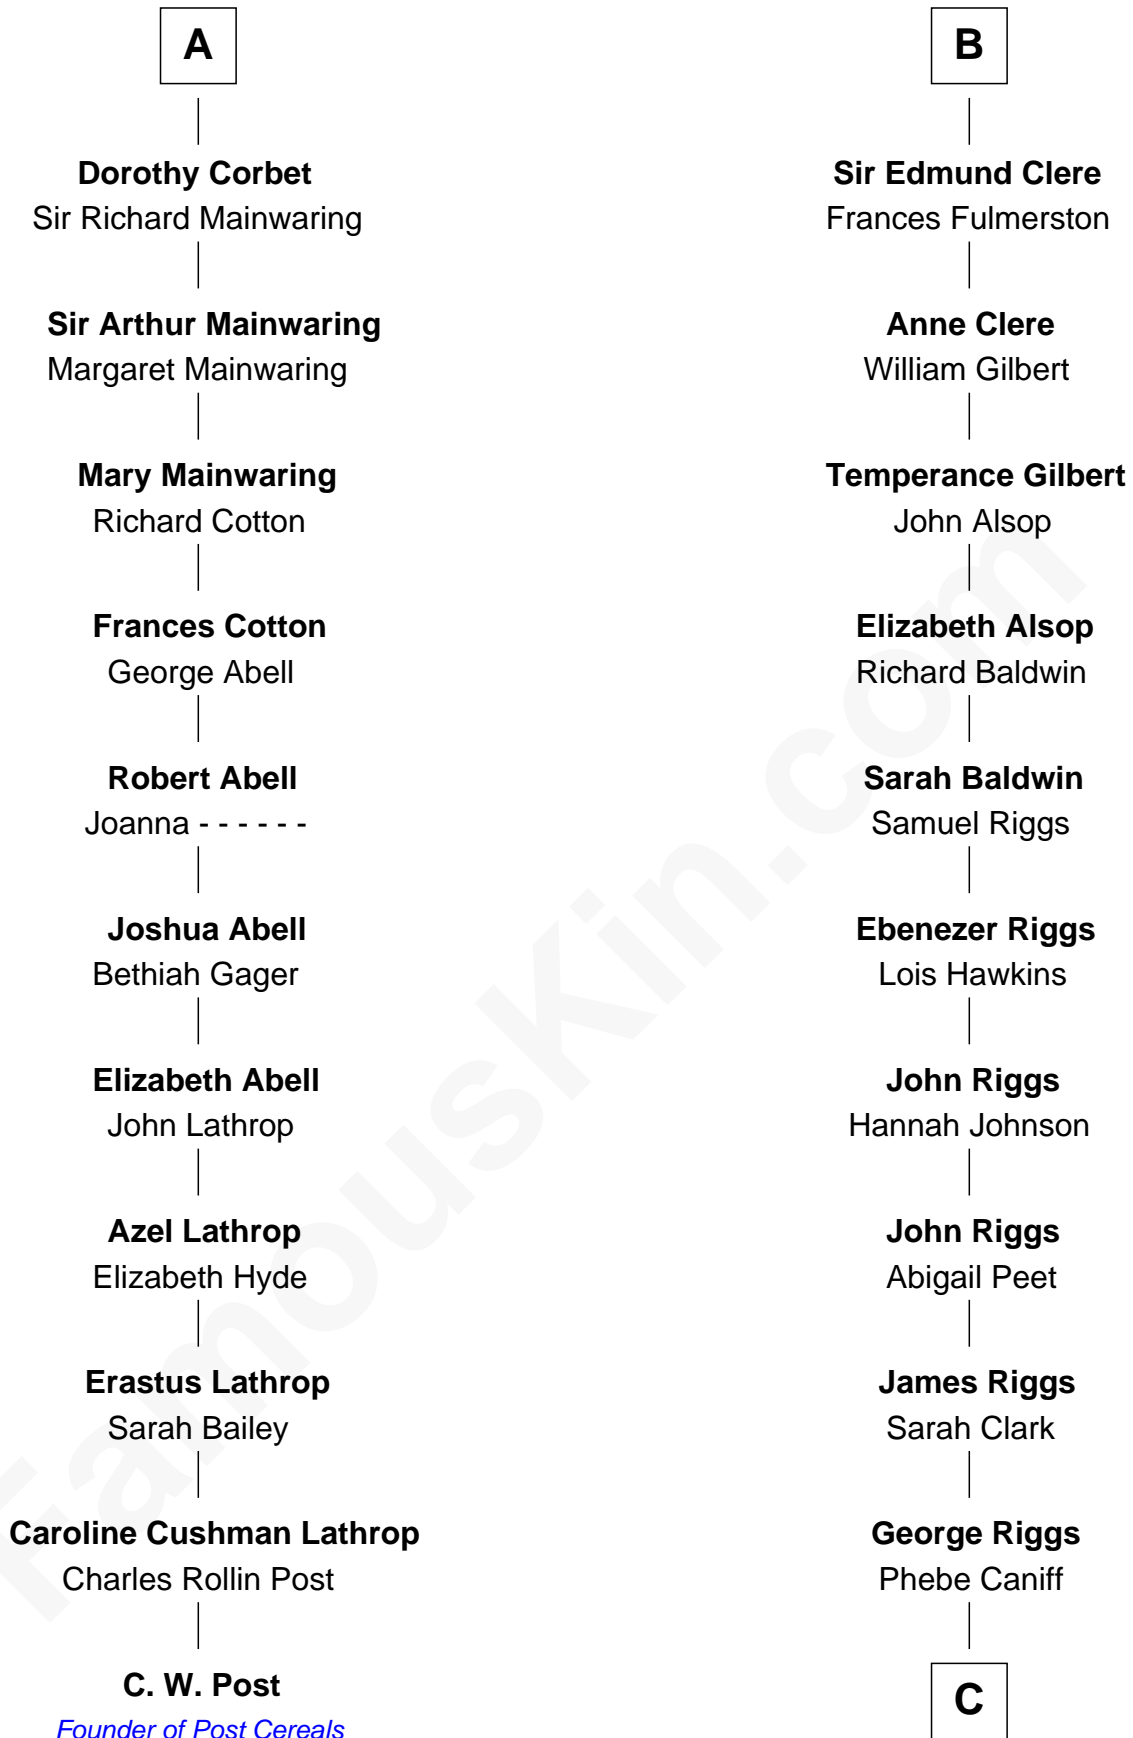 A
Dorothy Corbet
Sir Richard Mainwaring
Sir Arthur Mainwaring
Margaret Mainwaring
Mary Mainwaring
Richard Cotton
Frances Cotton
George Abell
Robert Abell
Joanna - - - - - -
Joshua Abell
Bethiah Gager
Elizabeth Abell
John Lathrop
Azel Lathrop
Elizabeth Hyde
Erastus Lathrop
Sarah Bailey
Caroline Cushman Lathrop
Charles Rollin Post
C. W. Post
Founder of Post Cereals
B
Sir Edmund Clere
Frances Fulmerston
Anne Clere
William Gilbert
Temperance Gilbert
John Alsop
Elizabeth Alsop
Richard Baldwin
Sarah Baldwin
Samuel Riggs
Ebenezer Riggs
Lois Hawkins
John Riggs
Hannah Johnson
John Riggs
Abigail Peet
James Riggs
Sarah Clark
George Riggs
Phebe Caniff
C
FamousKin.com